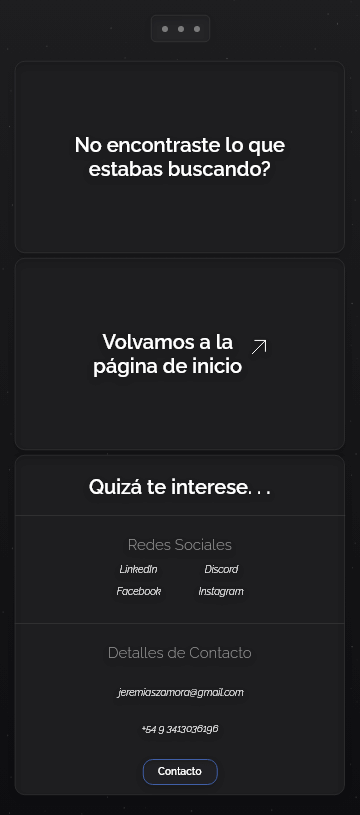 No encontraste lo que
estabas buscando?
Volvamos a la
página de inicio
Quizá te interese. . .
Redes Sociales
LinkedIn Discord
Facebook Instagram
Detalles de Contacto
jeremiaszamora@gmail.com
+54 9 3413036196
Contacto